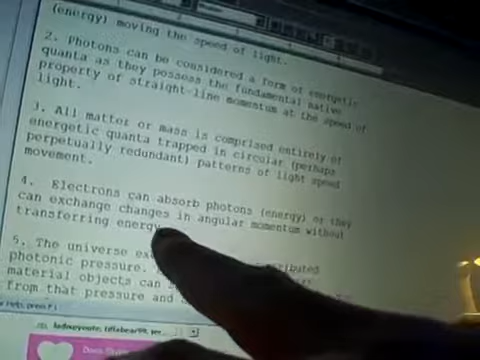 (energy) moving the speed of light.
2. Photons can be considered a form of energetic
quanta as they possess the fundamental native
property of straight-line momentum at the speed of
light.
3. All matter or mass is comprised entirely of
energetic quanta trapped in circular (perhaps
perpetually redundant) patterns of light speed
movement.
4. Electrons can absorb photons (energy) or they
can exchange changes in angular momentum without
transferring energy.
5. The universe ributed
photonic pressure.
material objects can
from that pressure and